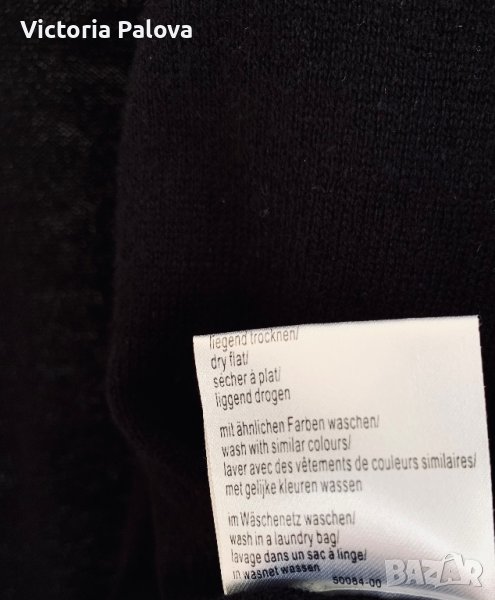 Victoria Palova
liegend trocknen/
dry flat/
sécher à plat/
liggend drogen
mit ähnlichen Farben waschen/
wash with similar colours/
laver avec des vêtements de couleurs similaires/
met gelijke kleuren wassen
im Wäschenetz waschen/
wash in a laundry bag/
lavage dans un sac à linge/
in wasnet wassen
50084-00
BAZAR